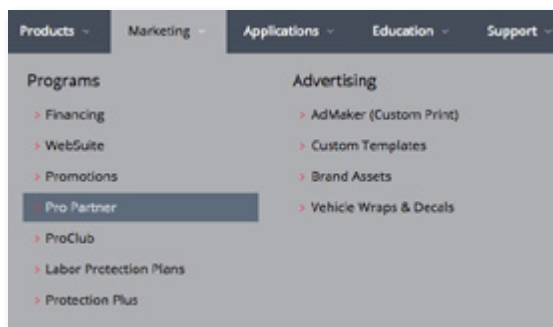 Products Marketing Applications Education Support
Programs
Financing
WebSuite
Promotions
Pro Partner
ProClub
Labor Protection Plans
Protection Plus
Advertising
AdMaker (Custom Print)
Custom Templates
Brand Assets
Vehicle Wraps & Decals